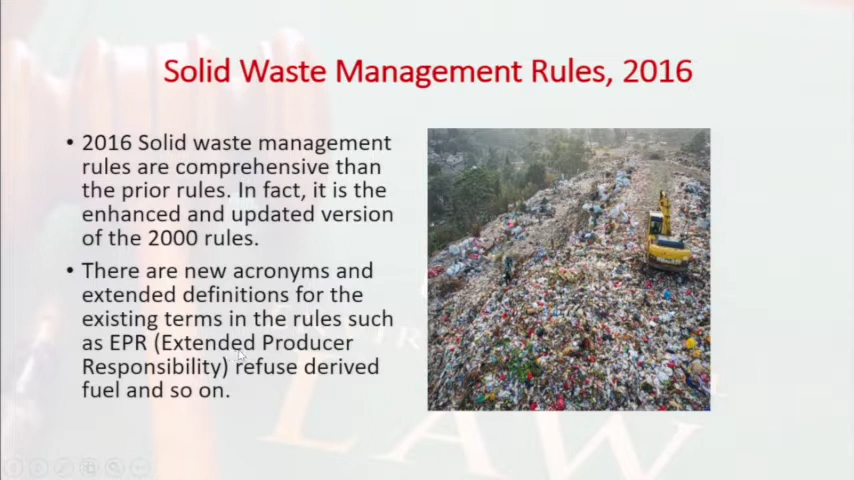 Solid Waste Management Rules, 2016
• 2016 Solid waste management
rules are comprehensive than
the prior rules. In fact, it is the
enhanced and updated version
of the 2000 rules.
• There are new acronyms and
extended definitions for the
existing terms in the rules such
as EPR (Extended Producer
Responsibility) refuse derived
fuel and so on.
LAW